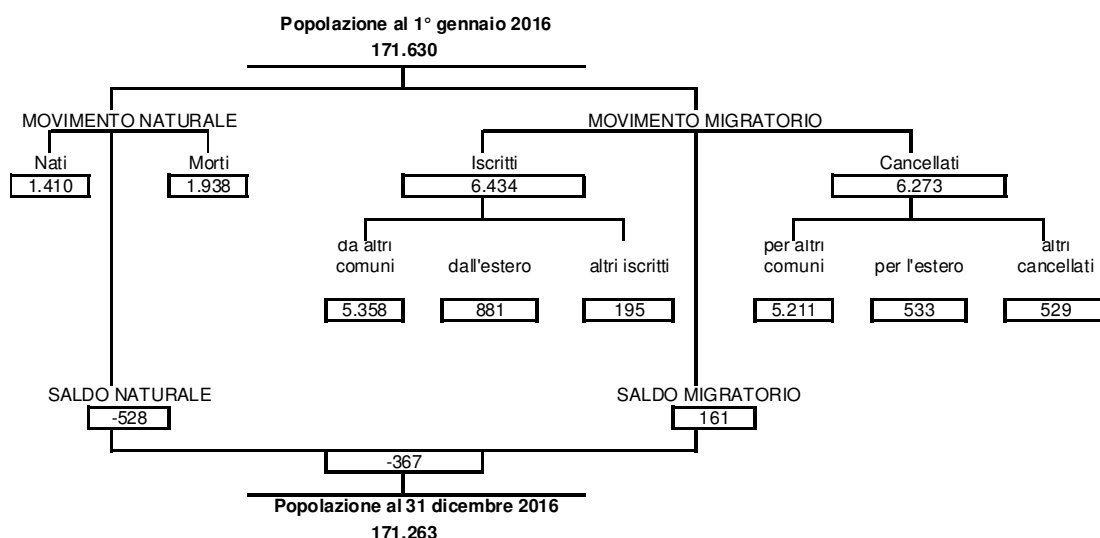 Popolazione al 1° gennaio 2016
171.630
MOVIMENTO NATURALE
MOVIMENTO MIGRATORIO
Nati
Morti
Iscritti
Cancellati
1.410
1.938
6.434
6.273
da altri
comuni
dall'estero
altri iscritti
per altri
comuni
per l'estero
altri
cancellati
5.358
881
195
5.211
533
529
SALDO NATURALE
SALDO MIGRATORIO
-528
161
-367
Popolazione al 31 dicembre 2016
171.263